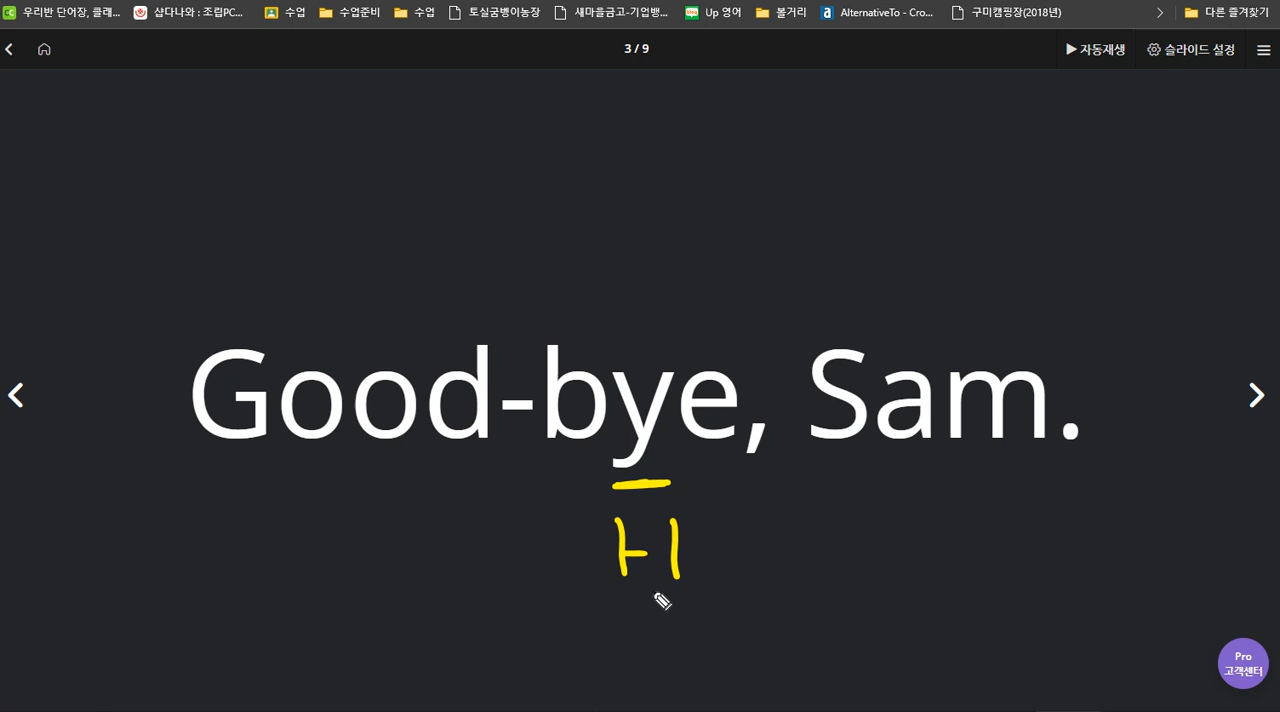 우리반 단어장, 클래... 샵다나와 : 조립PC... 수업 수업준비 수업 토실굼벵이농장 새마을금고-기업뱅... Up 영어 볼거리 AlternativeTo - Cro... 구미캠핑장(2018년) 다른 즐겨찾기
3 / 9 자동재생 슬라이드 설정
Good-bye, Sam.
ㅏㅣ
Pro
고객센터